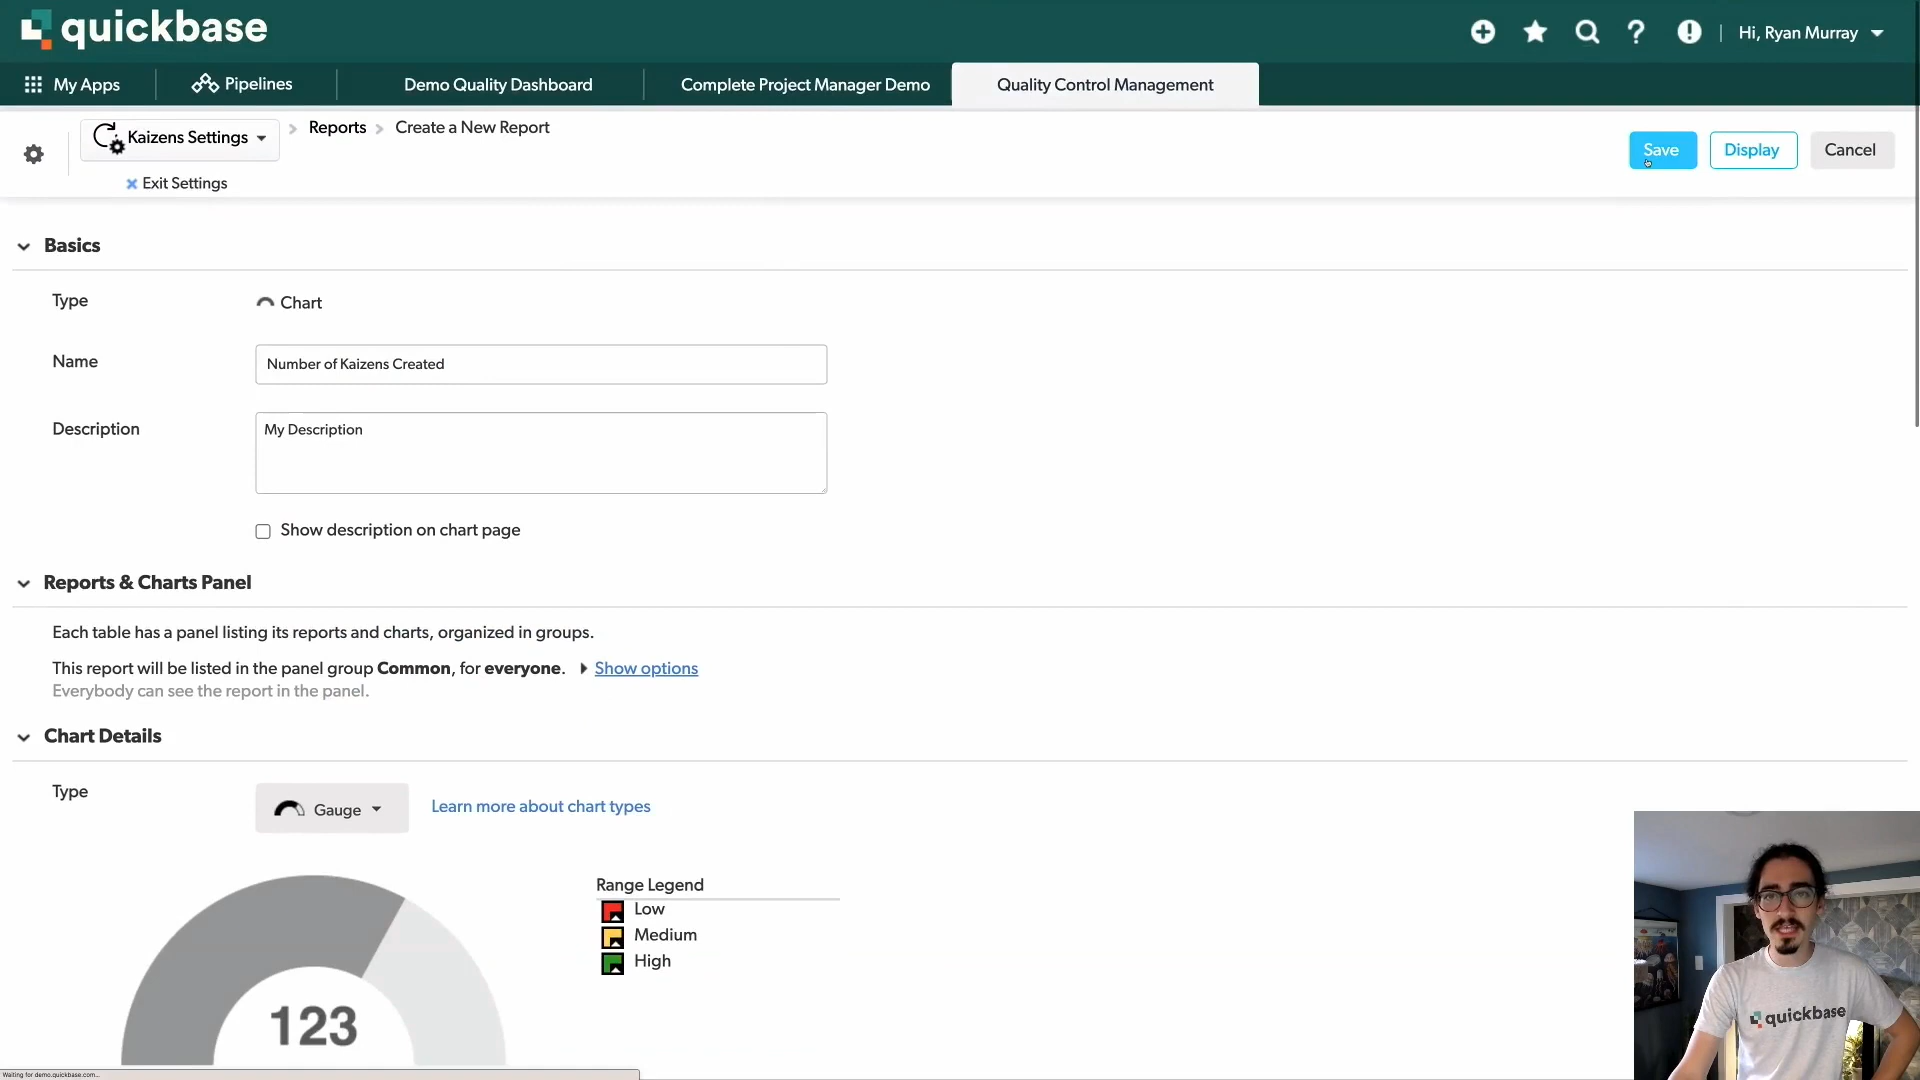 quickbase
Hi, Ryan Murray
My Apps
Pipelines
Demo Quality Dashboard
Complete Project Manager Demo
Quality Control Management
Kaizens Settings
Reports
Create a New Report
Save
Display
Cancel
Exit Settings
Basics
Type
Chart
Name
Number of Kaizens Created
Description
My Description
Show description on chart page
Reports & Charts Panel
Each table has a panel listing its reports and charts, organized in groups.
This report will be listed in the panel group Common, for everyone. Show options
Everybody can see the report in the panel.
Chart Details
Type
Gauge
Learn more about chart types
Range Legend
Low
Medium
High
123
quickbase
Waiting for demo.quickbase.com...